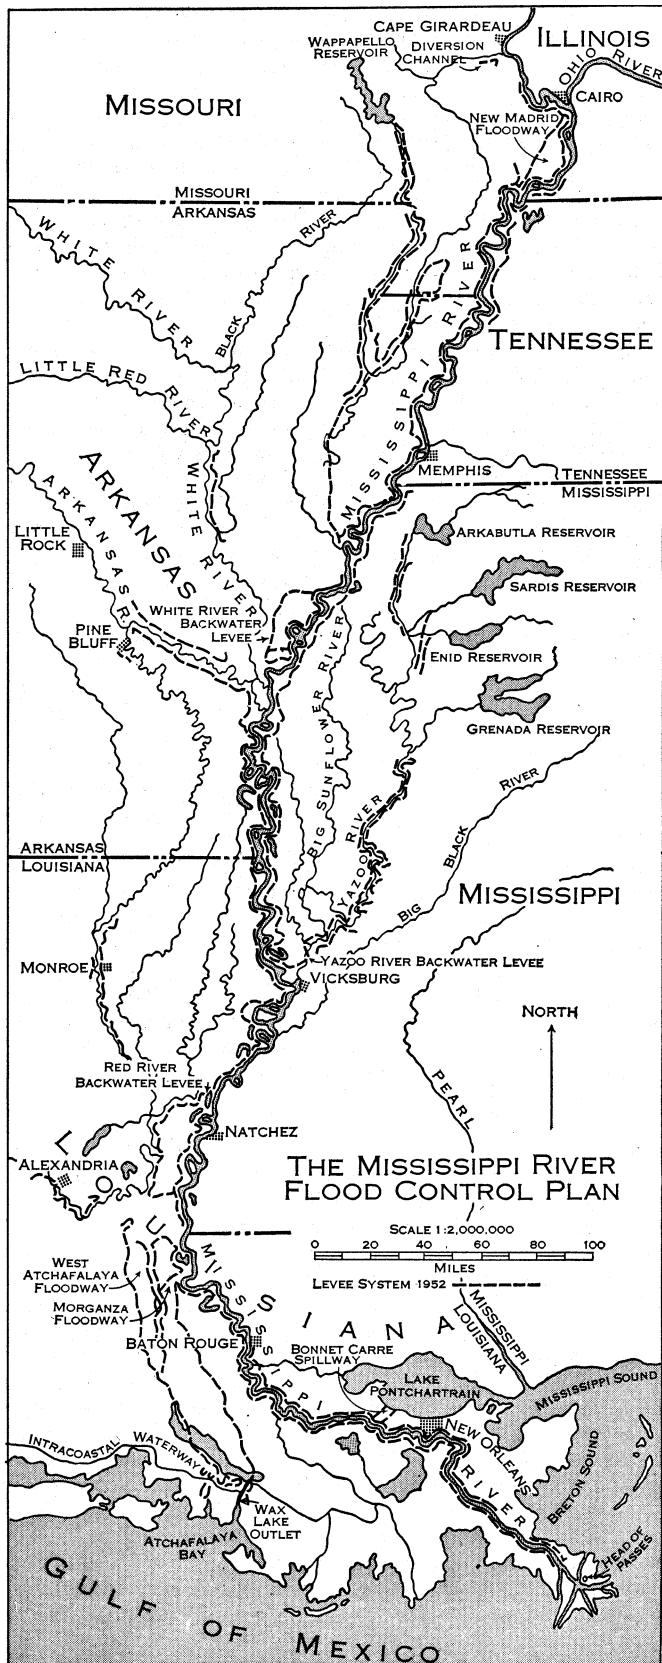 CAPE GIRARDEAU
ILLINOIS
WAPPAPELLO
RESERVOIR
DIVERSION
CHANNEL
OHIO RIVER
CAIRO
MISSOURI
NEW MADRID
FLOODWAY
MISSOURI
ARKANSAS
WHITE RIVER
BLACK RIVER
MISSISSIPPI RIVER
TENNESSEE
LITTLE RED RIVER
MEMPHIS
TENNESSEE
MISSISSIPPI
ARKANSAS
ARKANSAS R.
WHITE RIVER
LITTLE
ROCK
ARKABUTLA RESERVOIR
SARDIS RESERVOIR
WHITE RIVER
BACKWATER
LEVEE
PINE
BLUFF
ENID RESERVOIR
GRENADA RESERVOIR
BIG SUNFLOWER RIVER
YAZOO RIVER
BIG BLACK RIVER
ARKANSAS
LOUISIANA
MISSISSIPPI
YAZOO RIVER BACKWATER LEVEE
MONROE
VICKSBURG
NORTH
RED RIVER
BACKWATER LEVEE
PEARL
NATCHEZ
ALEXANDRIA
THE MISSISSIPPI RIVER
FLOOD CONTROL PLAN
SCALE 1:2,000,000
0 20 40 60 80 100
MILES
LEVEE SYSTEM 1952
LOUISIANA
MISSISSIPPI RIVER
WEST
ATCHAFALAYA
FLOODWAY
MORGANZA
FLOODWAY
BATON ROUGE
BONNET CARRE
SPILLWAY
MISSISSIPPI
LOUISIANA
LAKE
PONTCHARTRAIN
MISSISSIPPI SOUND
NEW ORLEANS
BRETON SOUND
INTRACOASTAL WATERWAY
WAX
LAKE
OUTLET
ATCHAFALAYA
BAY
HEAD OF
PASSES
GULF OF MEXICO